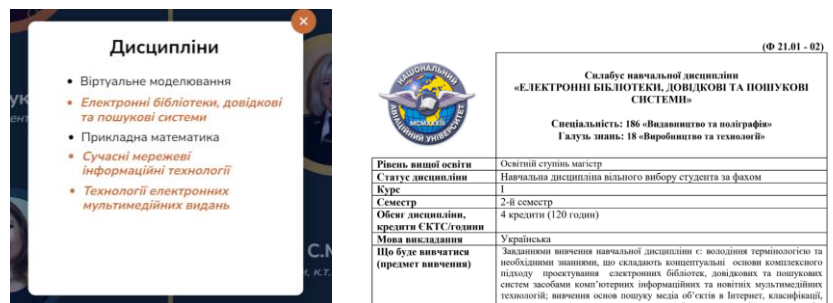 Дисципліни
• Віртуальне моделювання
• Електронні бібліотеки, довідкові
та пошукові системи
• Прикладна математика
• Сучасні мережеві
інформаційні технології
• Технології електронних
мультимедійних видань
С.М
, к.т.
(Ф 21.01 - 02)
НАЦІОНАЛЬНИЙ
АВІАЦІЙНИЙ УНІВЕРСИТЕТ
MCMXXXIII
Силабус навчальної дисципліни
«ЕЛЕКТРОННІ БІБЛІОТЕКИ, ДОВІДКОВІ ТА ПОШУКОВІ
СИСТЕМИ»
Спеціальність: 186 «Видавництво та поліграфія»
Галузь знань: 18 «Виробництво та технології»
Рівень вищої освіти Освітній ступінь магістр
Статус дисципліни Навчальна дисципліна вільного вибору студента за фахом
Курс I
Семестр 2-й семестр
Обсяг дисципліни, 4 кредити (120 годин)
кредити ЄКТС/години
Мова викладання Українська
Що буде вивчатися Завданнями вивчення навчальної дисципліни є: володіння термінологією та
(предмет вивчення) необхідними знаннями, що складають концептуальні основи комплексного
підходу проектування електронних бібліотек, довідкових та пошукових
систем засобами комп’ютерних інформаційних та новітніх мультимедійних
технологій; вивчення основ пошуку медіа об’єктів в Інтернет, класифікації,